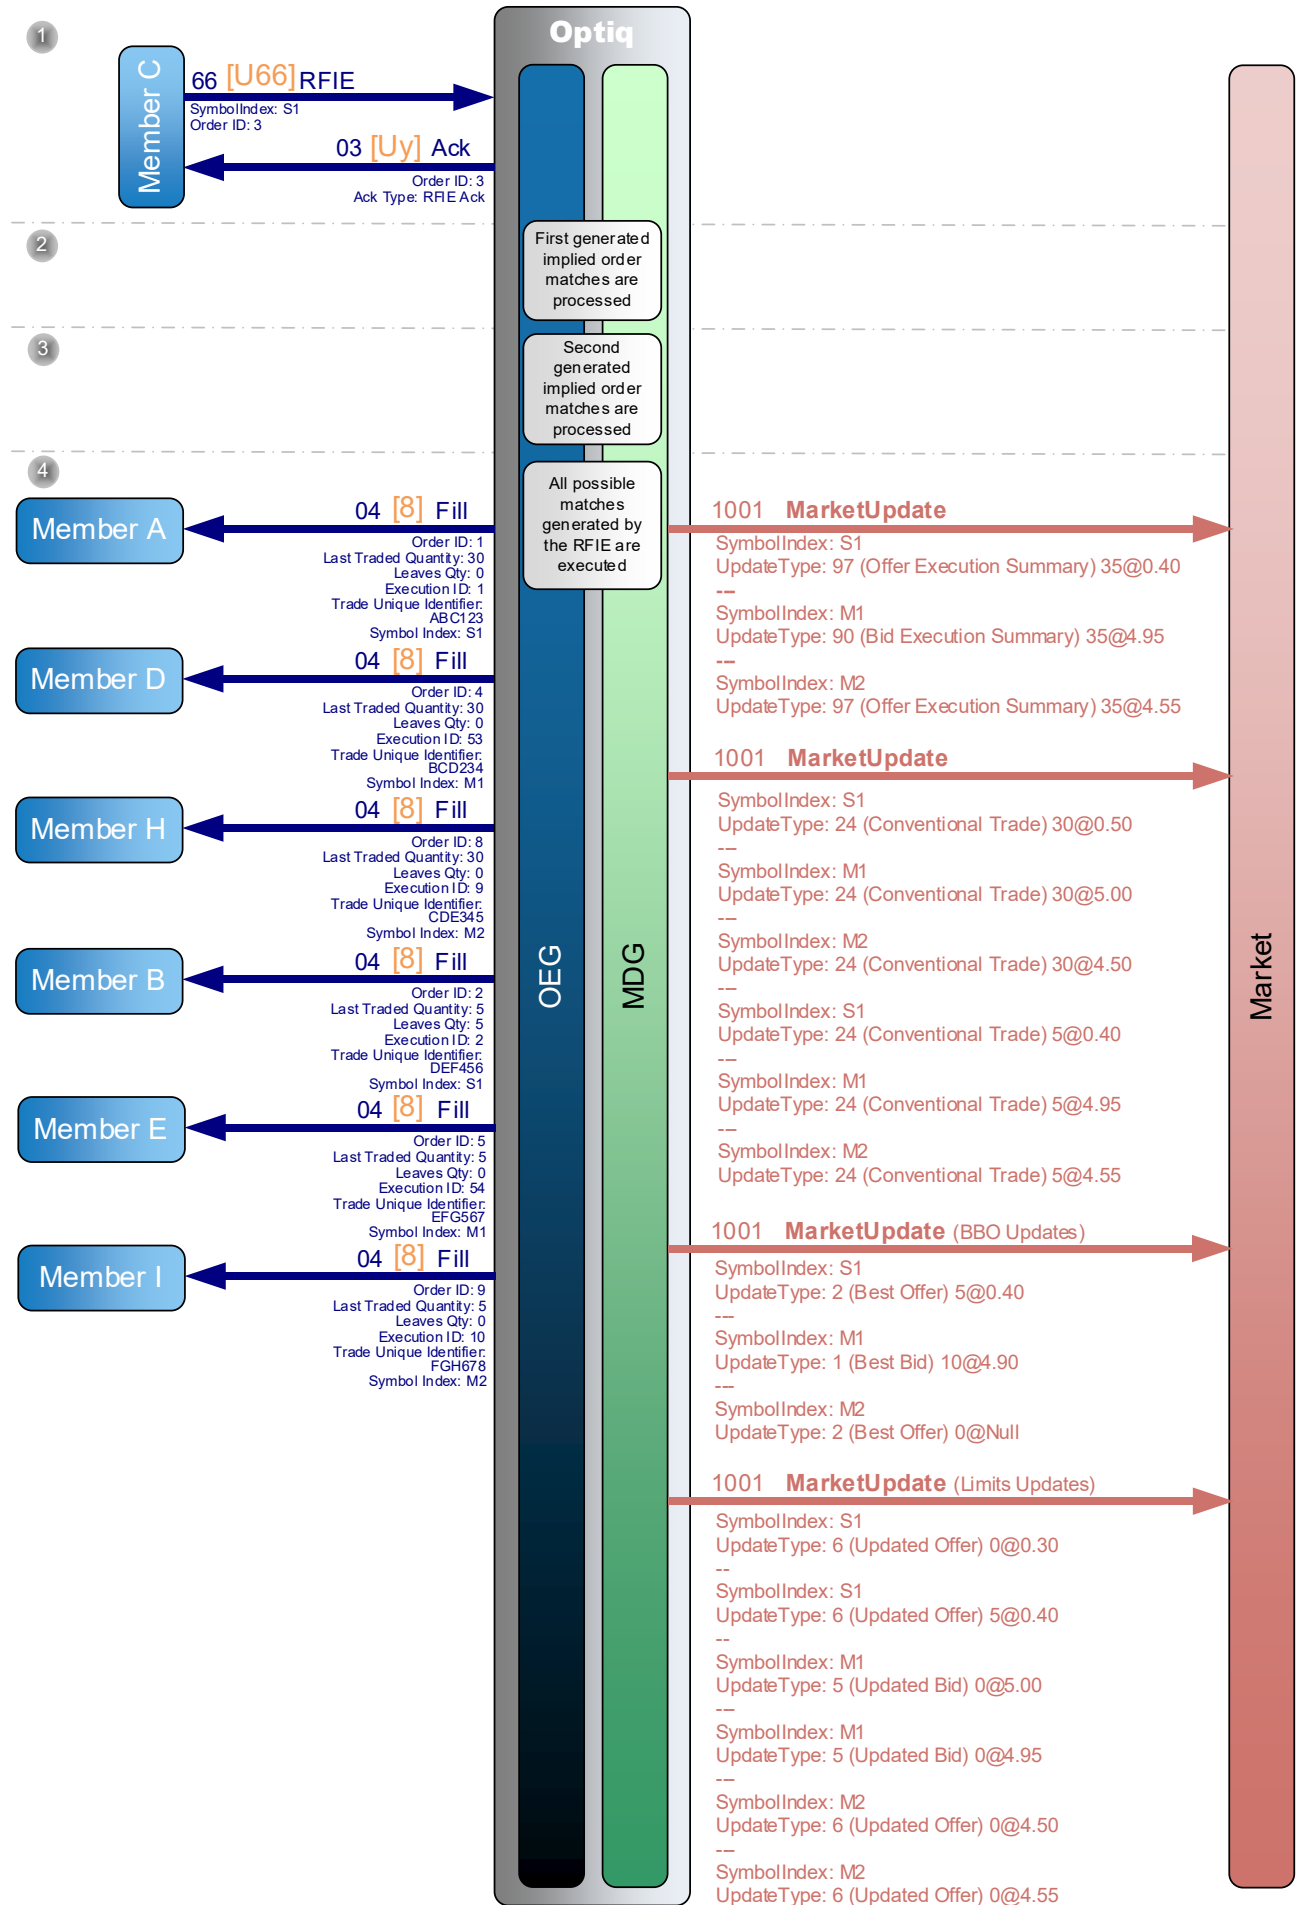 1
Optiq
Member C
66 [U66] RFIE
SymbolIndex: S1
Order ID: 3
03 [Uy] Ack
Order ID: 3
Ack Type: RFIE Ack
2
First generated
implied order
matches are
processed
3
Second
generated
implied order
matches are
processed
4
All possible
matches
generated by
the RFIE are
executed
OEG
MDG
Market
Member A
04 [8] Fill
Order ID: 1
Last Traded Quantity: 30
Leaves Qty: 0
Execution ID: 1
Trade Unique Identifier:
ABC123
Symbol Index: S1
Member D
04 [8] Fill
Order ID: 4
Last Traded Quantity: 30
Leaves Qty: 0
Execution ID: 53
Trade Unique Identifier:
BCD234
Symbol Index: M1
Member H
04 [8] Fill
Order ID: 8
Last Traded Quantity: 30
Leaves Qty: 0
Execution ID: 9
Trade Unique Identifier:
CDE345
Symbol Index: M2
Member B
04 [8] Fill
Order ID: 2
Last Traded Quantity: 5
Leaves Qty: 5
Execution ID: 2
Trade Unique Identifier:
DEF456
Symbol Index: S1
Member E
04 [8] Fill
Order ID: 5
Last Traded Quantity: 5
Leaves Qty: 0
Execution ID: 54
Trade Unique Identifier:
EFG567
Symbol Index: M1
Member I
04 [8] Fill
Order ID: 9
Last Traded Quantity: 5
Leaves Qty: 0
Execution ID: 10
Trade Unique Identifier:
FGH678
Symbol Index: M2
1001 MarketUpdate
SymbolIndex: S1
UpdateType: 97 (Offer Execution Summary) 35@0.40
---
SymbolIndex: M1
UpdateType: 90 (Bid Execution Summary) 35@4.95
---
SymbolIndex: M2
UpdateType: 97 (Offer Execution Summary) 35@4.55
1001 MarketUpdate
SymbolIndex: S1
UpdateType: 24 (Conventional Trade) 30@0.50
---
SymbolIndex: M1
UpdateType: 24 (Conventional Trade) 30@5.00
---
SymbolIndex: M2
UpdateType: 24 (Conventional Trade) 30@4.50
---
SymbolIndex: S1
UpdateType: 24 (Conventional Trade) 5@0.40
---
SymbolIndex: M1
UpdateType: 24 (Conventional Trade) 5@4.95
---
SymbolIndex: M2
UpdateType: 24 (Conventional Trade) 5@4.55
1001 MarketUpdate (BBO Updates)
SymbolIndex: S1
UpdateType: 2 (Best Offer) 5@0.40
---
SymbolIndex: M1
UpdateType: 1 (Best Bid) 10@4.90
---
SymbolIndex: M2
UpdateType: 2 (Best Offer) 0@Null
1001 MarketUpdate (Limits Updates)
SymbolIndex: S1
UpdateType: 6 (Updated Offer) 0@0.30
--
SymbolIndex: S1
UpdateType: 6 (Updated Offer) 5@0.40
--
SymbolIndex: M1
UpdateType: 5 (Updated Bid) 0@5.00
---
SymbolIndex: M1
UpdateType: 5 (Updated Bid) 0@4.95
---
SymbolIndex: M2
UpdateType: 6 (Updated Offer) 0@4.50
---
SymbolIndex: M2
UpdateType: 6 (Updated Offer) 0@4.55